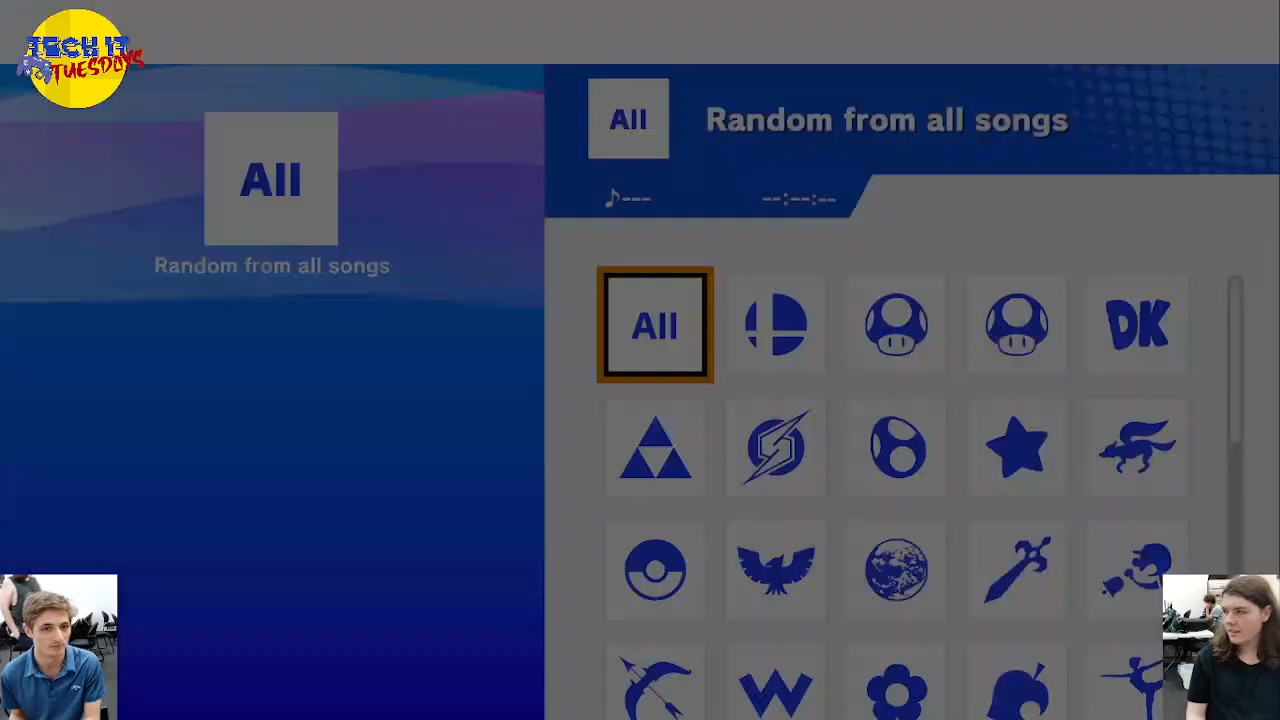 TECH IT
TUESDAYS
All
Random from all songs
All
Random from all songs
♪---
--:--:--
All
DK